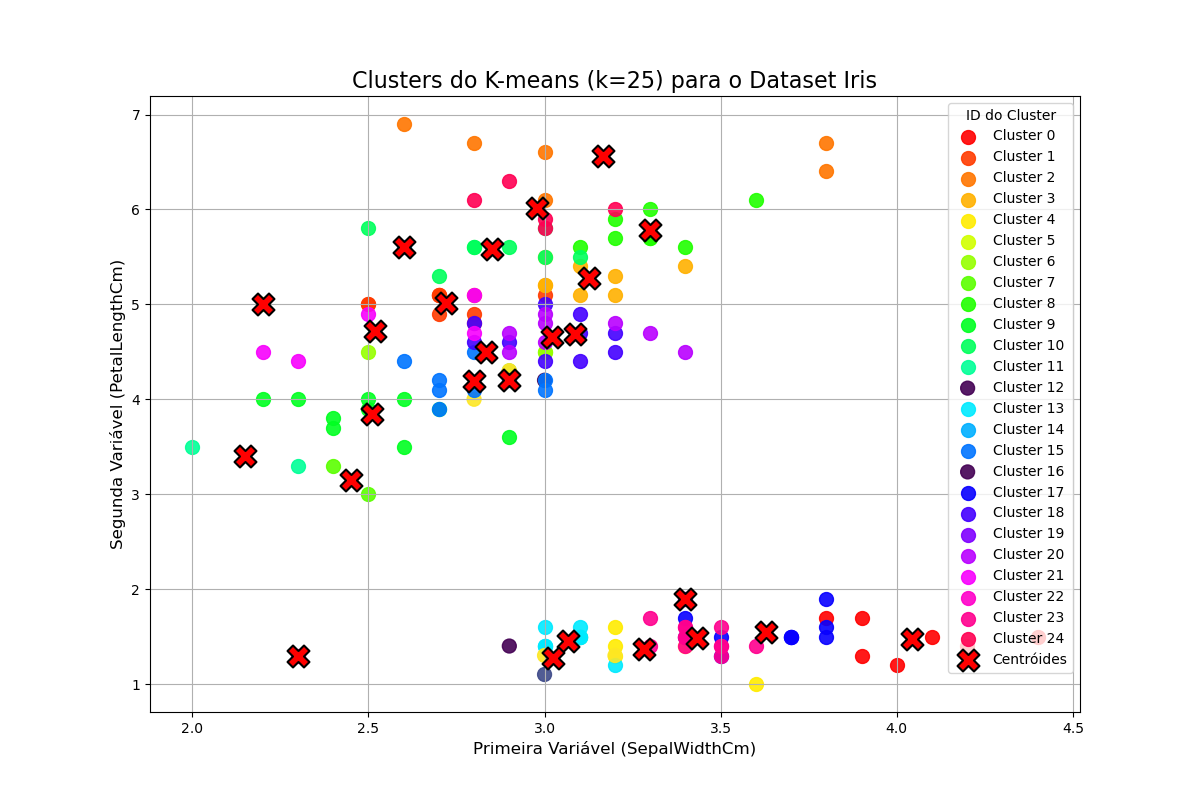 Clusters do K-means (k=25) para o Dataset Iris
7
6
5
4
3
2
1
Segunda Variável (PetalLengthCm)
2.0 2.5 3.0 3.5 4.0 4.5
Primeira Variável (SepalWidthCm)
ID do Cluster
Cluster 0
Cluster 1
Cluster 2
Cluster 3
Cluster 4
Cluster 5
Cluster 6
Cluster 7
Cluster 8
Cluster 9
Cluster 10
Cluster 11
Cluster 12
Cluster 13
Cluster 14
Cluster 15
Cluster 16
Cluster 17
Cluster 18
Cluster 19
Cluster 20
Cluster 21
Cluster 22
Cluster 23
Cluster 24
Centróides